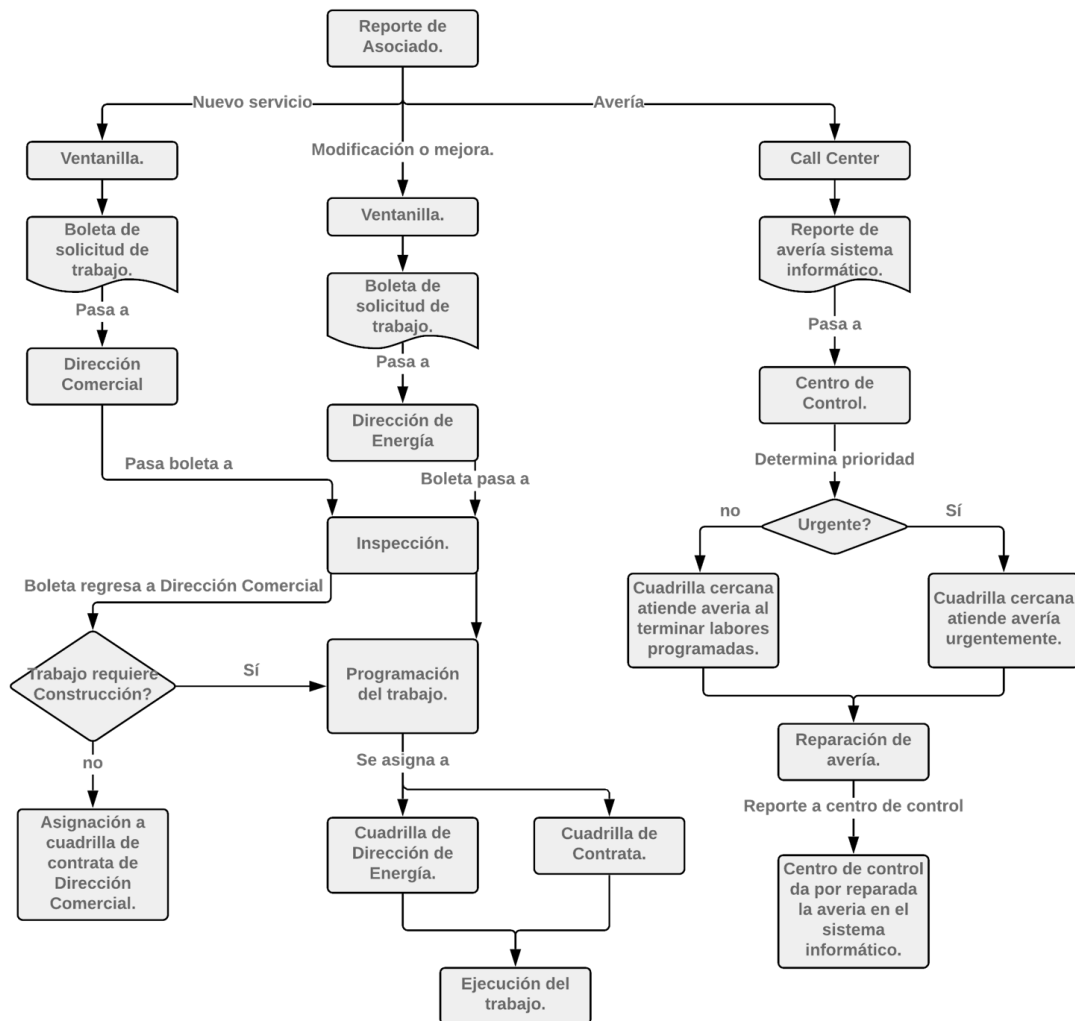 Reporte de
Asociado.
Nuevo servicio
Avería
Modificación o mejora.
Ventanilla.
Call Center
Ventanilla.
Boleta de
solicitud de
trabajo.
Reporte de
avería sistema
informático.
Boleta de
solicitud de
trabajo.
Pasa a
Pasa a
Pasa a
Dirección
Comercial
Centro de
Control.
Dirección de
Energía
Pasa boleta a
Boleta pasa a
Determina prioridad
no
Urgente?
Sí
Inspección.
Boleta regresa a Dirección Comercial
Cuadrilla cercana
atiende averia al
terminar labores
programadas.
Cuadrilla cercana
atiende avería
urgentemente.
Trabajo requiere
Construcción?
Sí
Programación
del trabajo.
no
Se asigna a
Reparación de
avería.
Reporte a centro de control
Asignación a
cuadrilla de
contrata de
Dirección
Comercial.
Cuadrilla de
Dirección de
Energía.
Cuadrilla de
Contrata.
Centro de control
da por reparada
la averia en el
sistema
informático.
Ejecución del
trabajo.